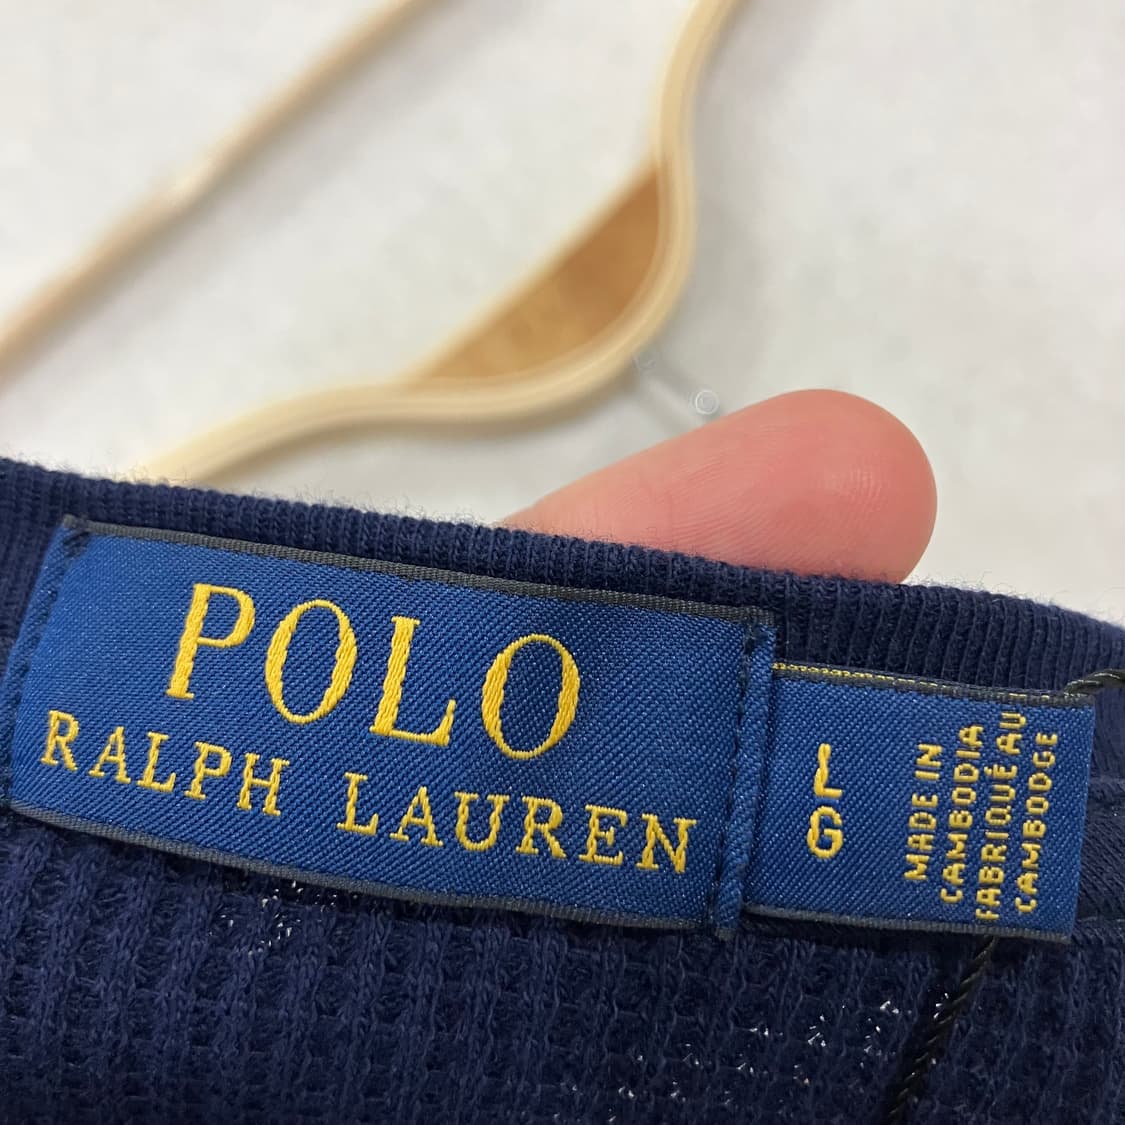 POLO
RALPH LAUREN
L
G
MADE IN
CAMBODIA
FABRIQUÉ AU
CAMBODGE